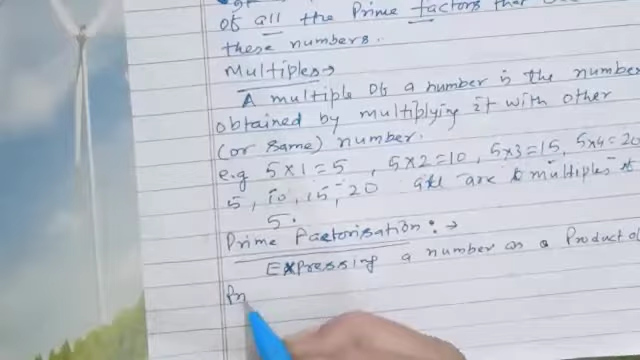 of all the Prime factors that
these numbers.
Multiples→
A multiple of a number is the number
obtained by multiplying it with other
(or same) number.
e.g 5×1=5 , 5×2=10, 5×3=15, 5×4=20
5, 10, 15, 20 all are multiples
5.
Prime Factorisation:→
Expressing a number as a Product of
Pri